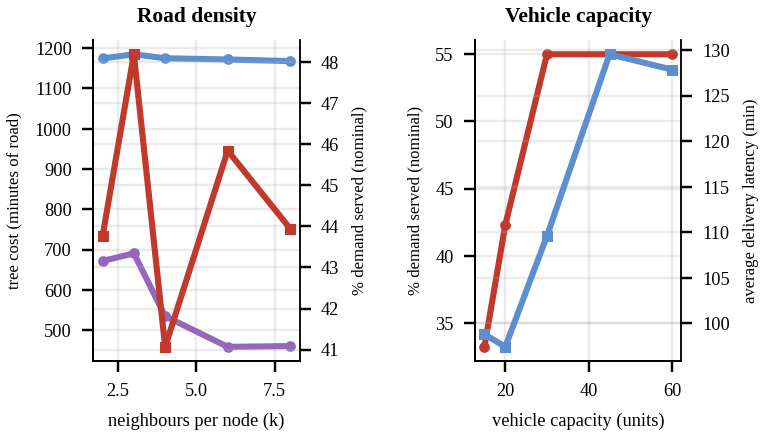 Road density
Vehicle capacity
tree cost (minutes of road)
1200
1100
1000
900
800
700
600
500
48
47
46
45
44
43
42
41
% demand served (nominal)
2.5 5.0 7.5
neighbours per node (k)
% demand served (nominal)
55
50
45
40
35
130
125
120
115
110
105
100
average delivery latency (min)
20 40 60
vehicle capacity (units)